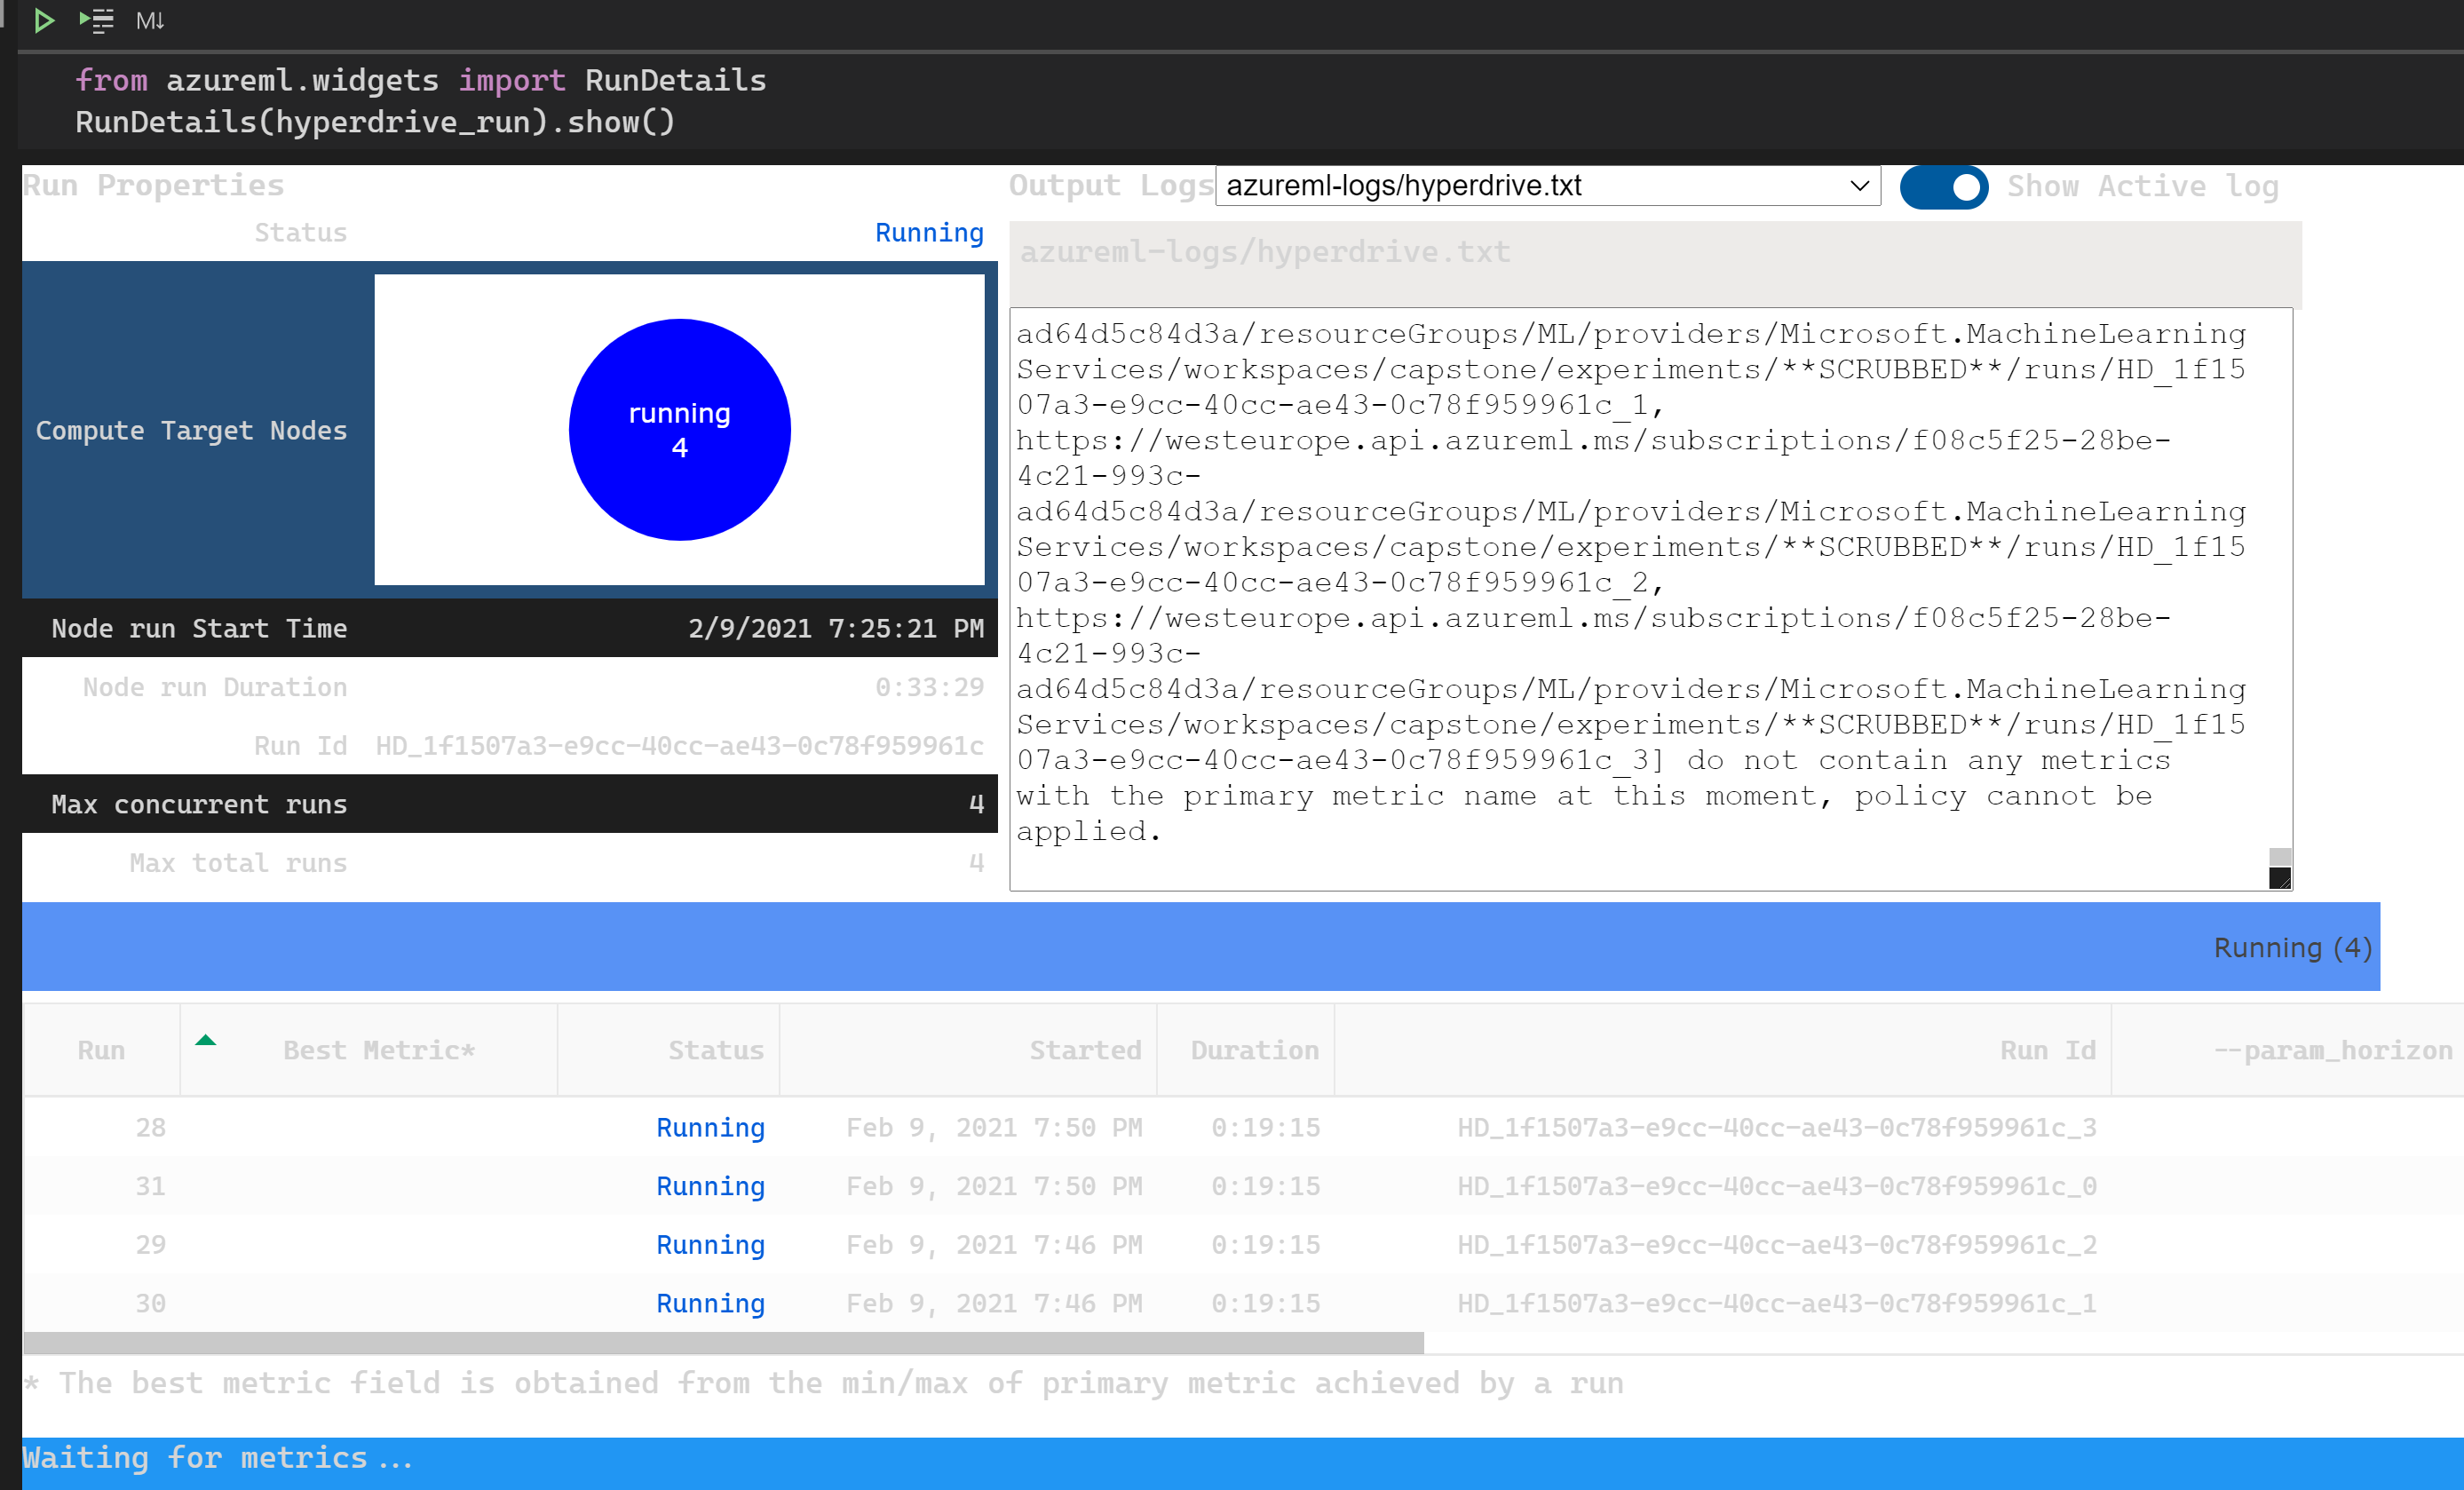 M↓
from azureml.widgets import RunDetails
RunDetails(hyperdrive_run).show()
Run Properties
Status Running
Compute Target Nodes
running
4
Node run Start Time 2/9/2021 7:25:21 PM
Node run Duration 0:33:29
Run Id HD_1f1507a3-e9cc-40cc-ae43-0c78f959961c
Max concurrent runs 4
Max total runs 4
Output Logs azureml-logs/hyperdrive.txt Show Active log
azureml-logs/hyperdrive.txt
ad64d5c84d3a/resourceGroups/ML/providers/Microsoft.MachineLearning
Services/workspaces/capstone/experiments/**SCRUBBED**/runs/HD_1f15
07a3-e9cc-40cc-ae43-0c78f959961c_1,
https://westeurope.api.azureml.ms/subscriptions/f08c5f25-28be-
4c21-993c-
ad64d5c84d3a/resourceGroups/ML/providers/Microsoft.MachineLearning
Services/workspaces/capstone/experiments/**SCRUBBED**/runs/HD_1f15
07a3-e9cc-40cc-ae43-0c78f959961c_2,
https://westeurope.api.azureml.ms/subscriptions/f08c5f25-28be-
4c21-993c-
ad64d5c84d3a/resourceGroups/ML/providers/Microsoft.MachineLearning
Services/workspaces/capstone/experiments/**SCRUBBED**/runs/HD_1f15
07a3-e9cc-40cc-ae43-0c78f959961c_3] do not contain any metrics
with the primary metric name at this moment, policy cannot be
applied.
Running (4)
Run Best Metric* Status Started Duration Run Id --param_horizon
28 Running Feb 9, 2021 7:50 PM 0:19:15 HD_1f1507a3-e9cc-40cc-ae43-0c78f959961c_3
31 Running Feb 9, 2021 7:50 PM 0:19:15 HD_1f1507a3-e9cc-40cc-ae43-0c78f959961c_0
29 Running Feb 9, 2021 7:46 PM 0:19:15 HD_1f1507a3-e9cc-40cc-ae43-0c78f959961c_2
30 Running Feb 9, 2021 7:46 PM 0:19:15 HD_1f1507a3-e9cc-40cc-ae43-0c78f959961c_1
* The best metric field is obtained from the min/max of primary metric achieved by a run
Waiting for metrics...